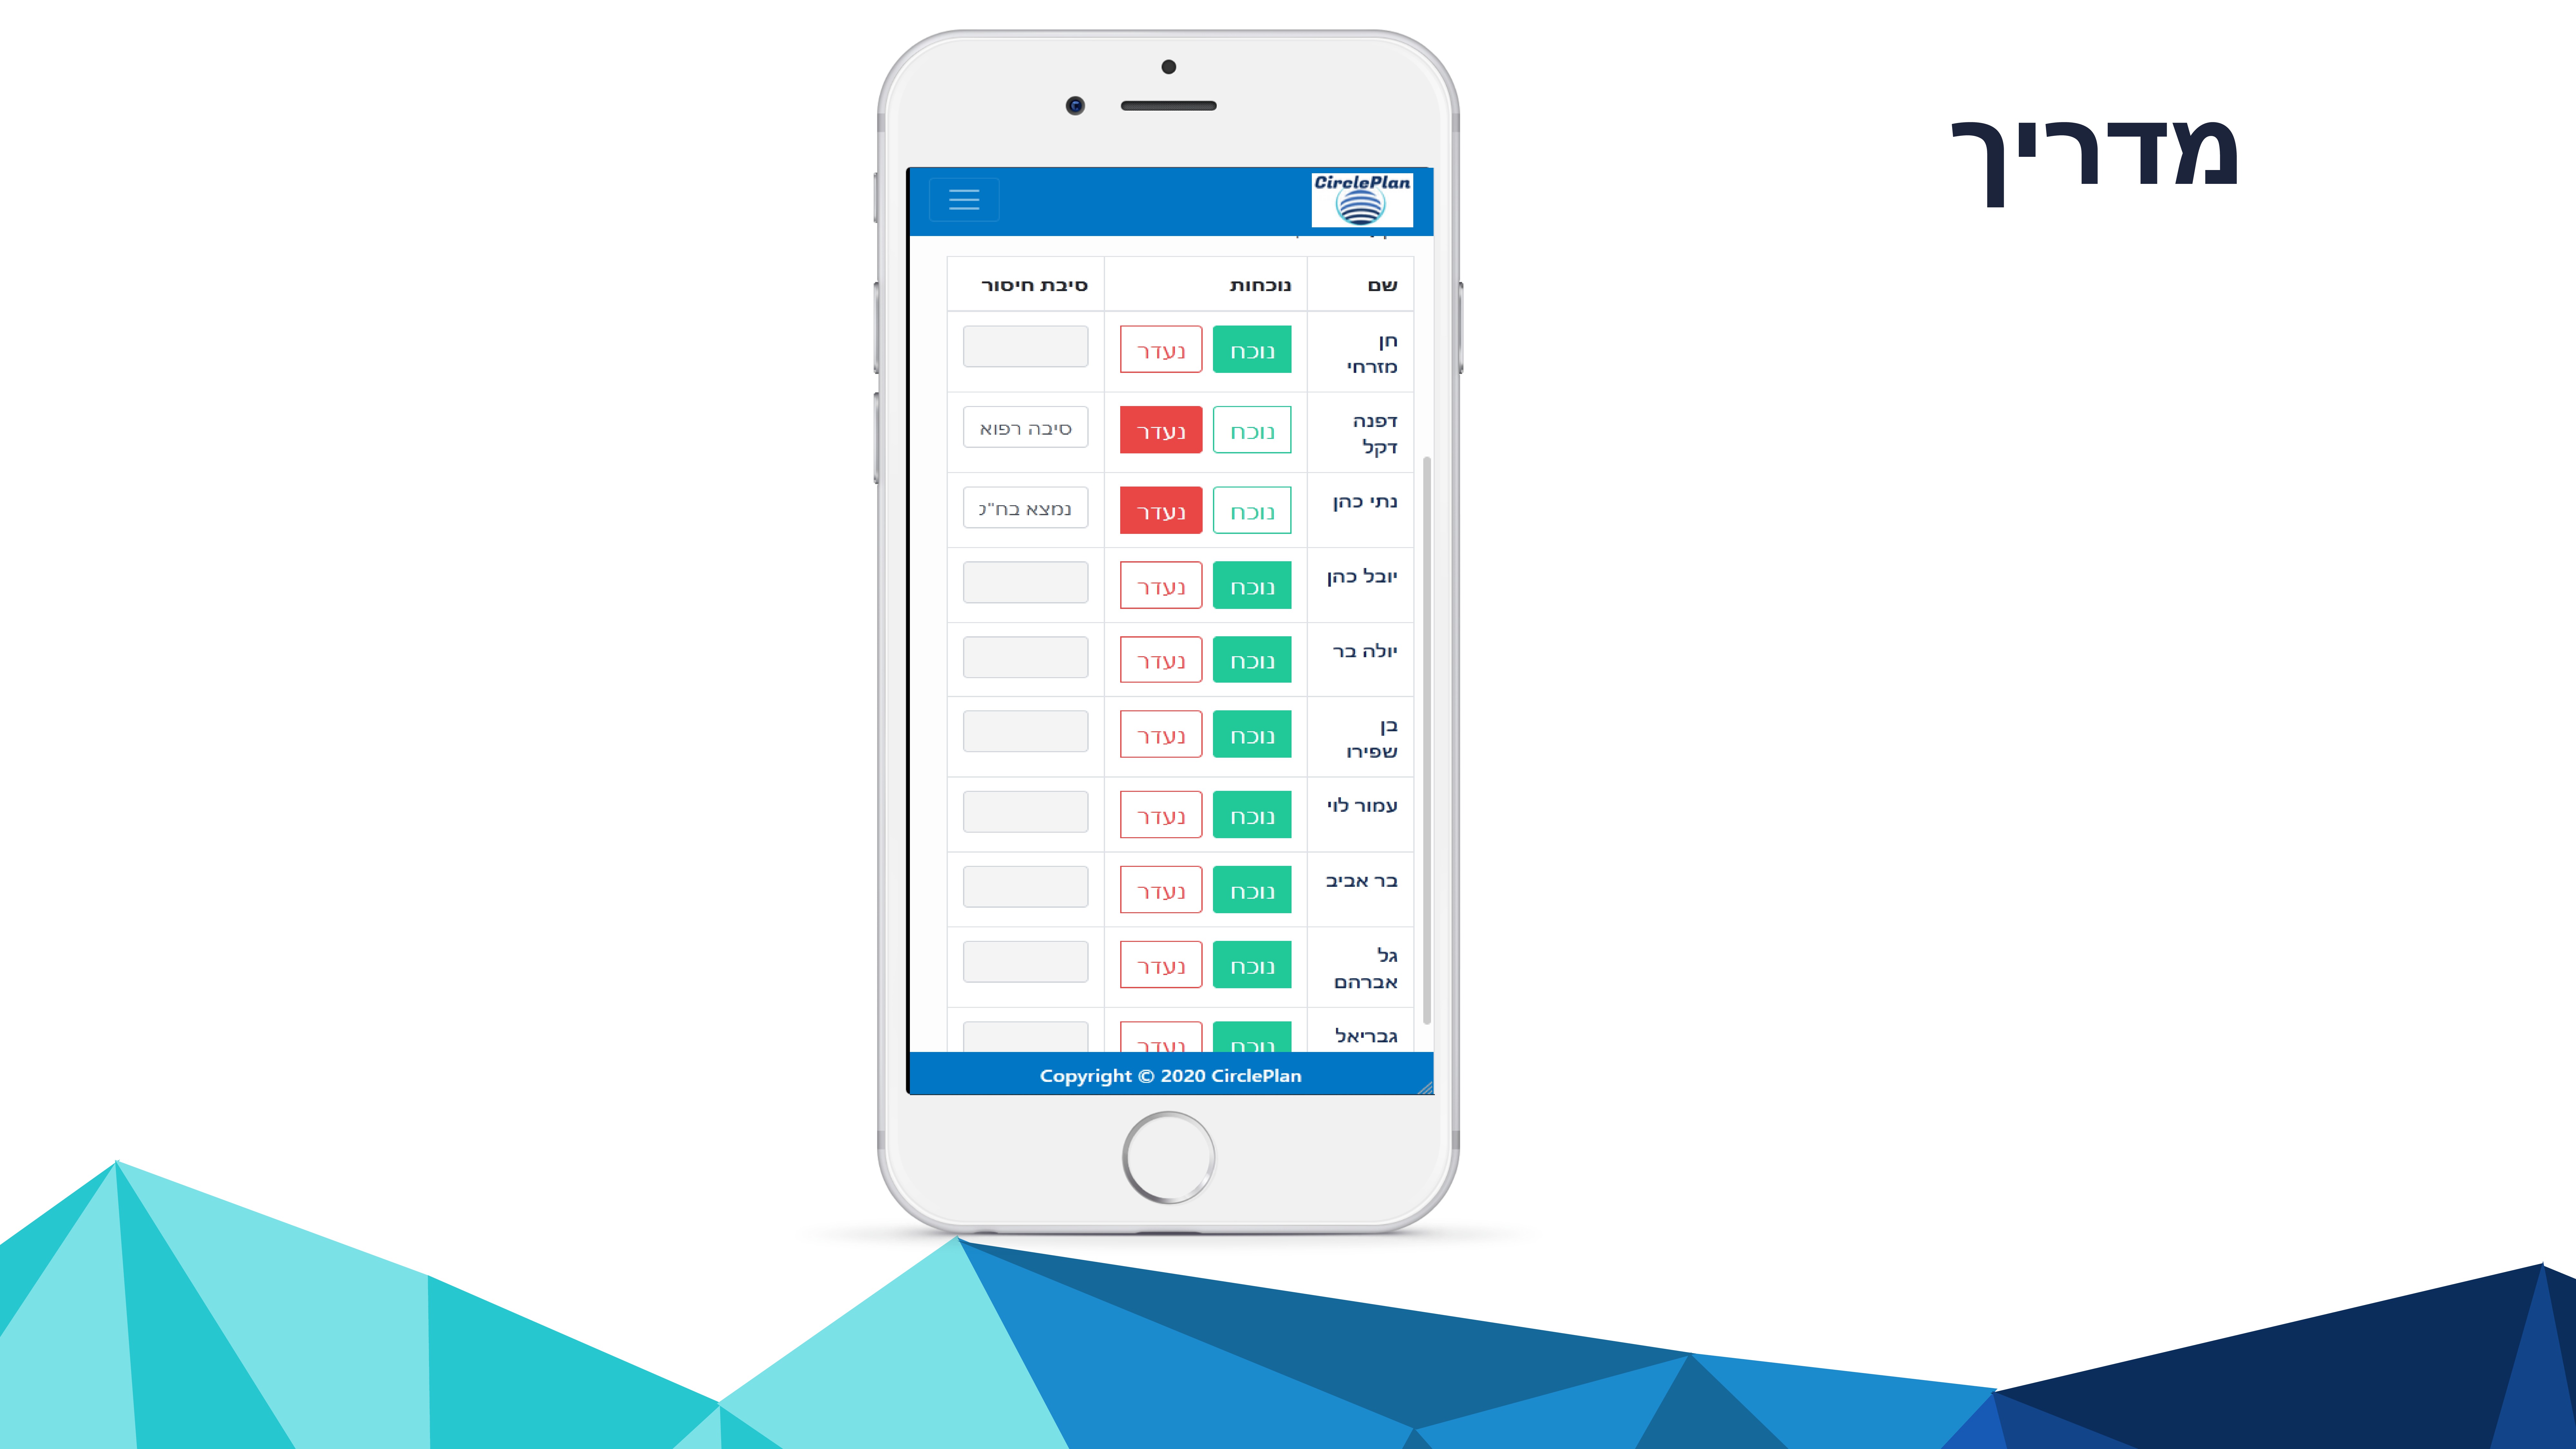 מדריך
CirclePlan
שם נוכחות סיבת חיסור
חן
מזרחי
נוכח נעדר
דפנה
דקל
נוכח נעדר סיבה רפוא
נתי כהן נוכח נעדר נמצא בח"כ
יובל כהן נוכח נעדר
יולה בר נוכח נעדר
בן
שפירו
נוכח נעדר
עמור לוי נוכח נעדר
בר אביב נוכח נעדר
גל
אברהם
נוכח נעדר
גבריאל נוכח נעדר
Copyright © 2020 CirclePlan